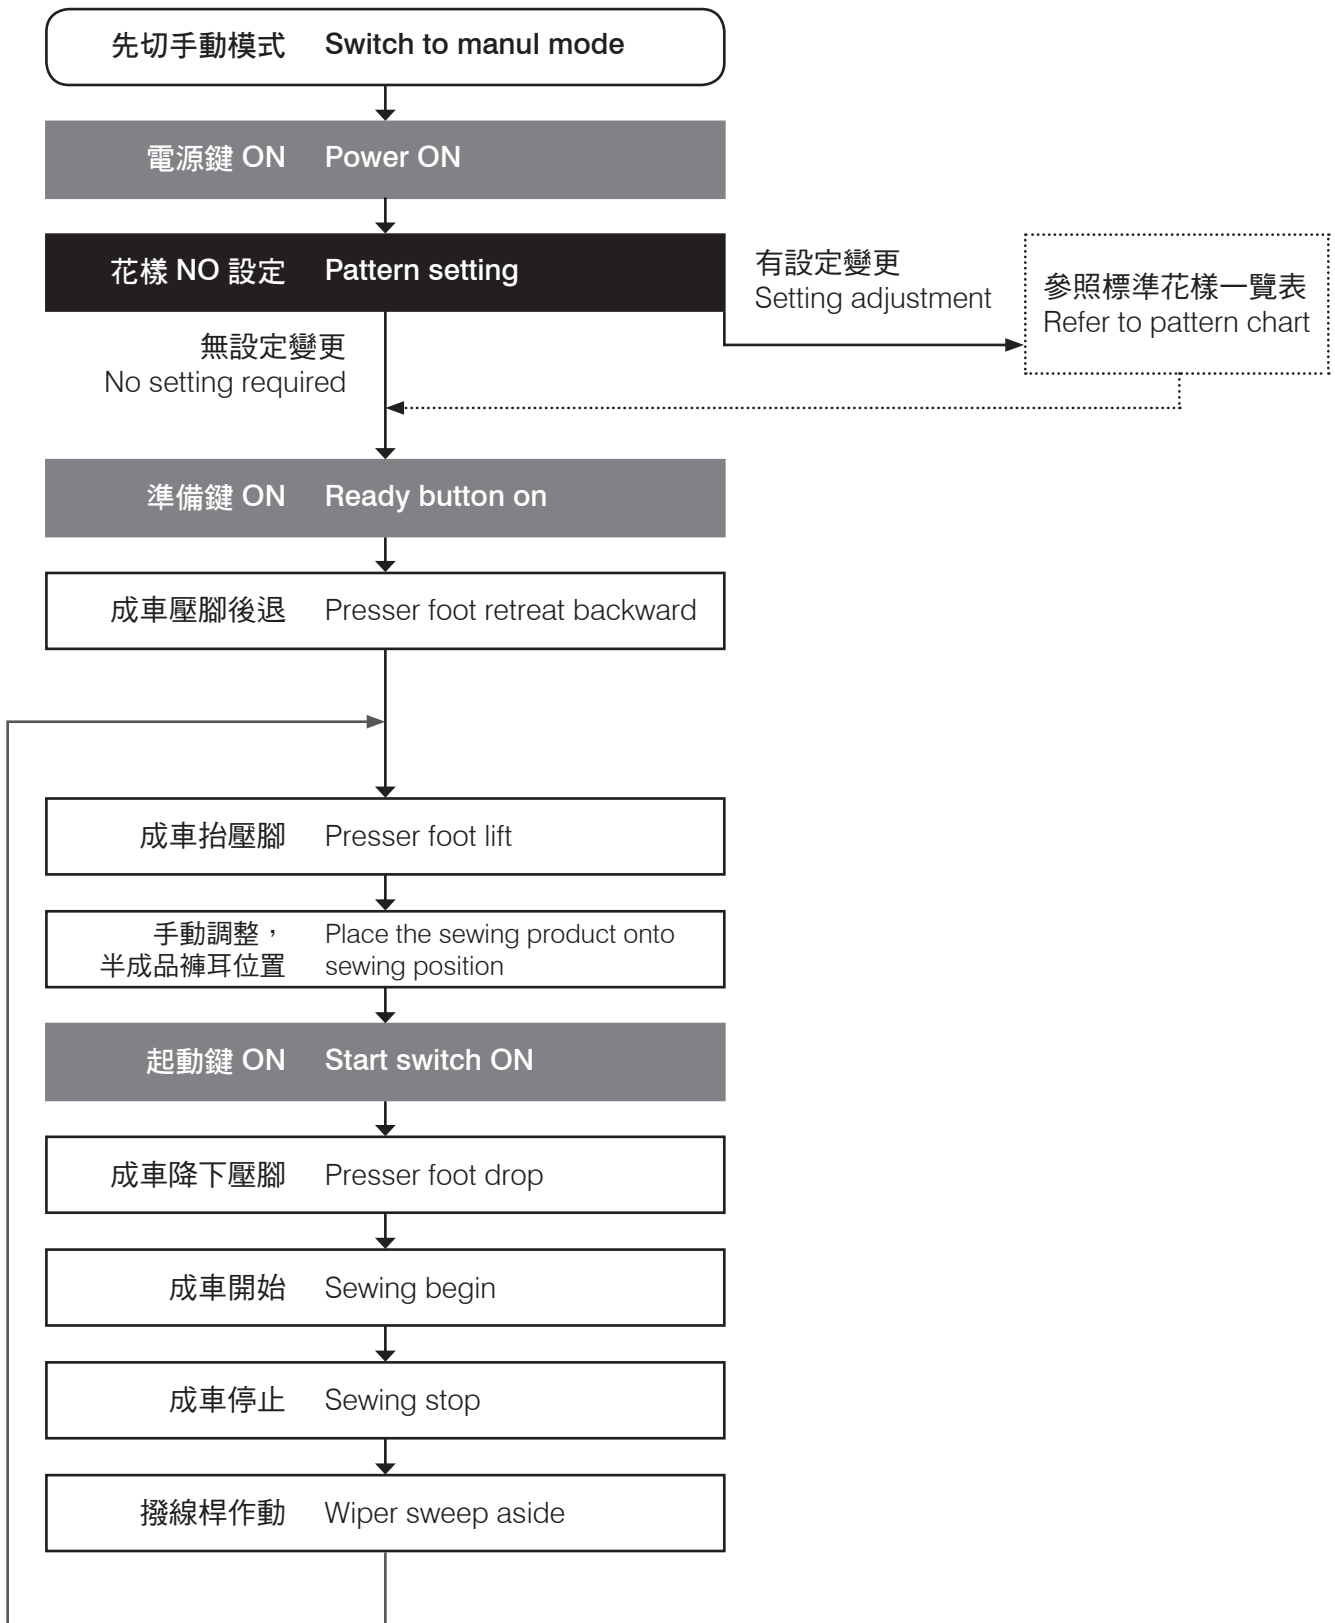 先切手動模式 Switch to manul mode
電源鍵 ON Power ON
花樣 NO 設定 Pattern setting
有設定變更
Setting adjustment
參照標準花樣一覽表
Refer to pattern chart
無設定變更
No setting required
準備鍵 ON Ready button on
成車壓腳後退 Presser foot retreat backward
成車抬壓腳 Presser foot lift
手動調整，
半成品褲耳位置
Place the sewing product onto
sewing position
起動鍵 ON Start switch ON
成車降下壓腳 Presser foot drop
成車開始 Sewing begin
成車停止 Sewing stop
撥線桿作動 Wiper sweep aside